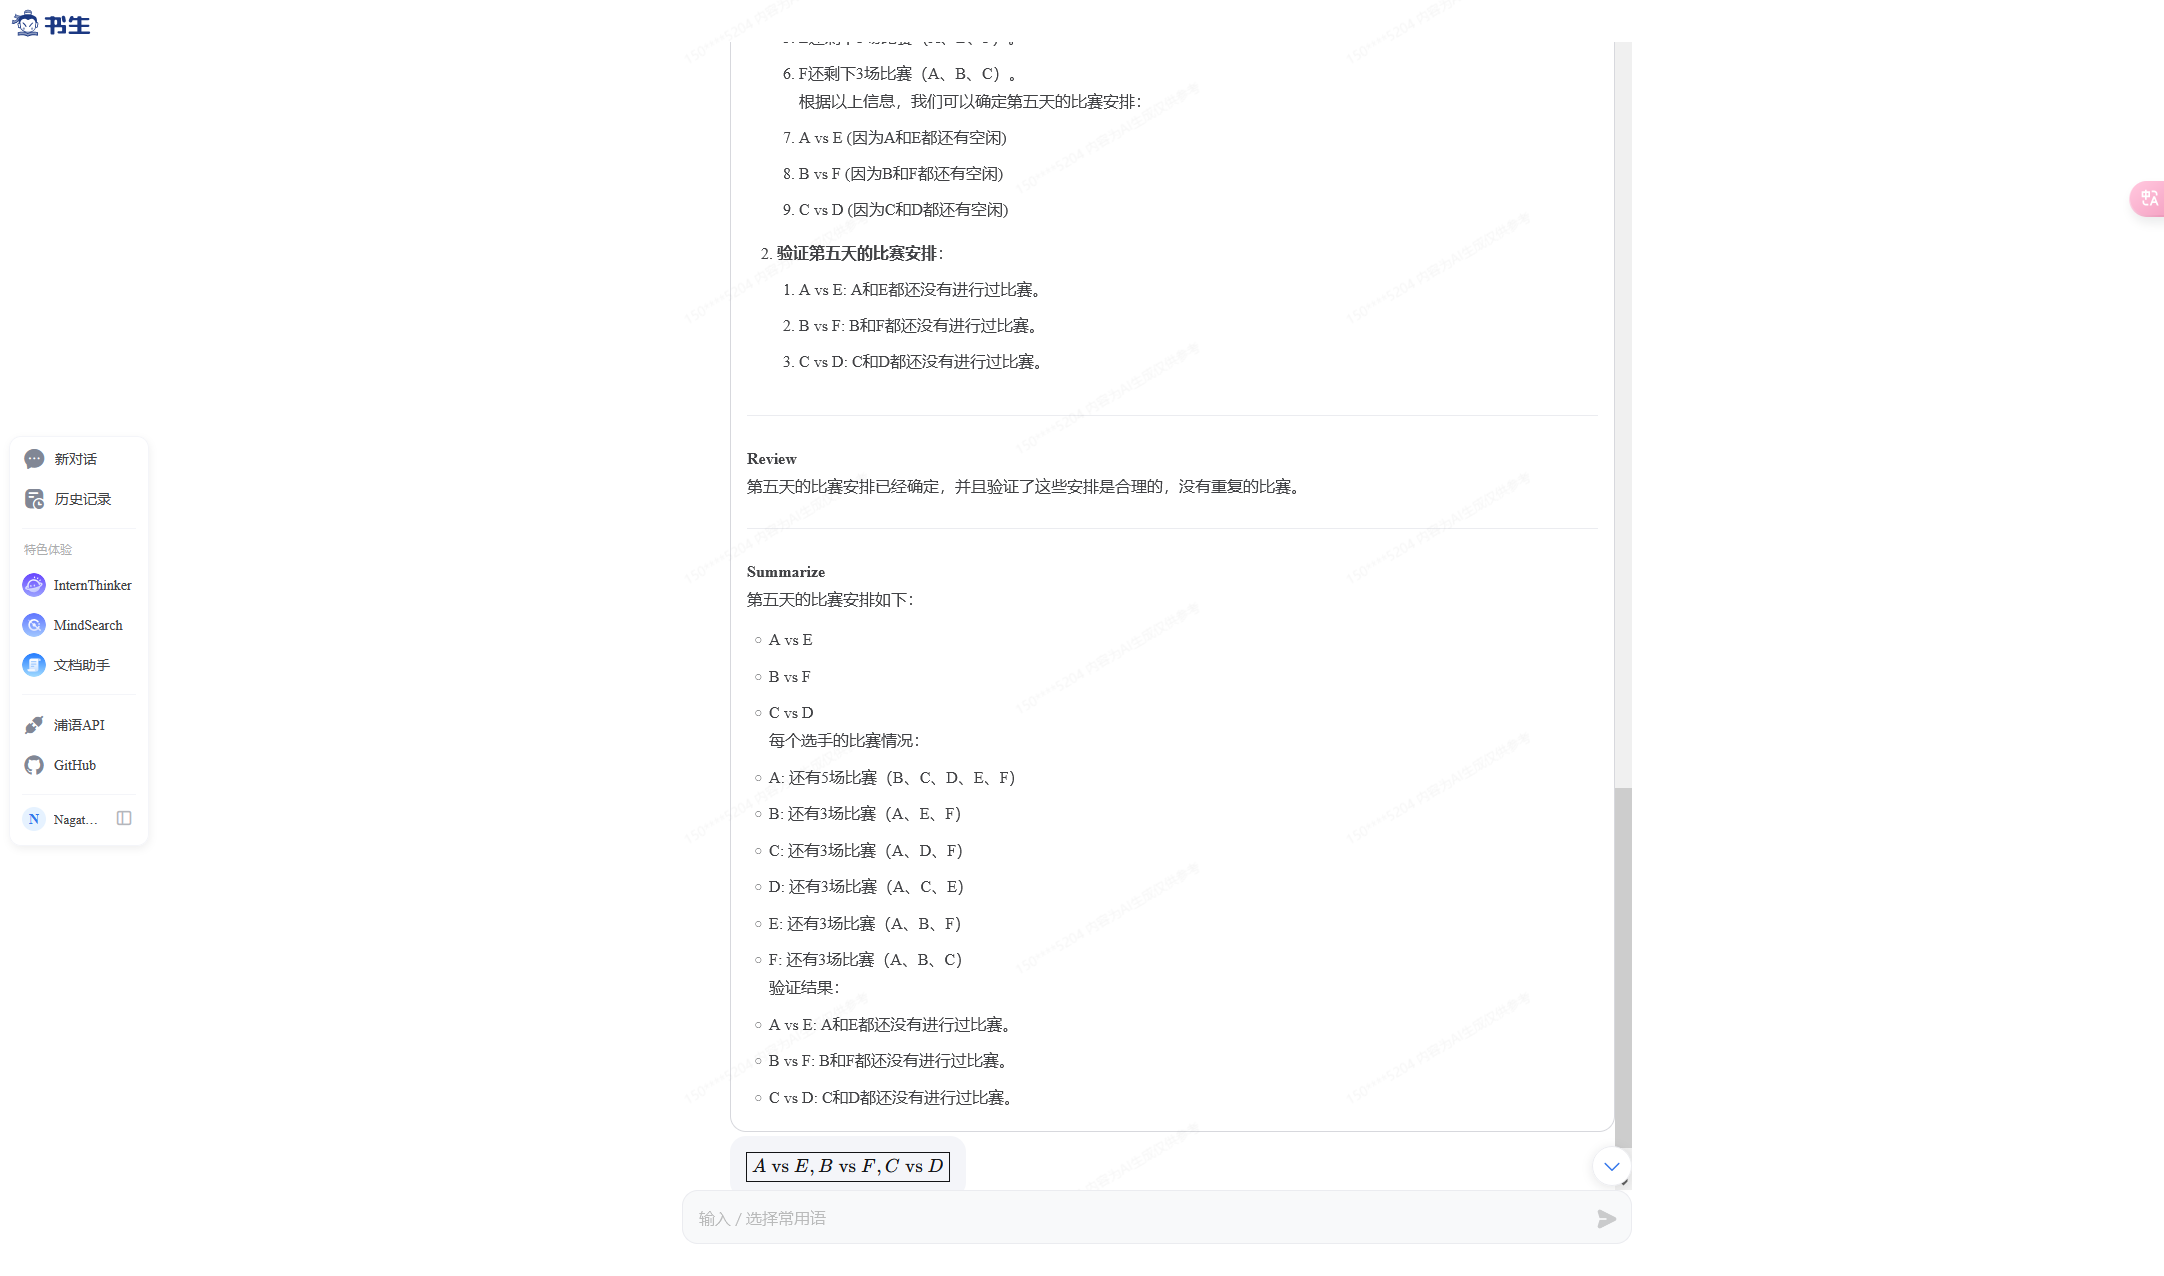 书生
6. F还剩下3场比赛（A、B、C）。
根据以上信息，我们可以确定第五天的比赛安排：
7. A vs E (因为A和E都还有空闲)
8. B vs F (因为B和F都还有空闲)
9. C vs D (因为C和D都还有空闲)
2. 验证第五天的比赛安排：
1. A vs E: A和E都还没有进行过比赛。
2. B vs F: B和F都还没有进行过比赛。
3. C vs D: C和D都还没有进行过比赛。
Review
第五天的比赛安排已经确定，并且验证了这些安排是合理的，没有重复的比赛。
Summarize
第五天的比赛安排如下：
A vs E
B vs F
C vs D
每个选手的比赛情况：
A: 还有5场比赛（B、C、D、E、F）
B: 还有3场比赛（A、E、F）
C: 还有3场比赛（A、D、F）
D: 还有3场比赛（A、C、E）
E: 还有3场比赛（A、B、F）
F: 还有3场比赛（A、B、C）
验证结果：
A vs E: A和E都还没有进行过比赛。
B vs F: B和F都还没有进行过比赛。
C vs D: C和D都还没有进行过比赛。
A vs E, B vs F, C vs D
输入 / 选择常用语
新对话
历史记录
特色体验
InternThinker
MindSearch
文档助手
浦语API
GitHub
N Nagat...
150****5204 内容为AI生成仅供参考